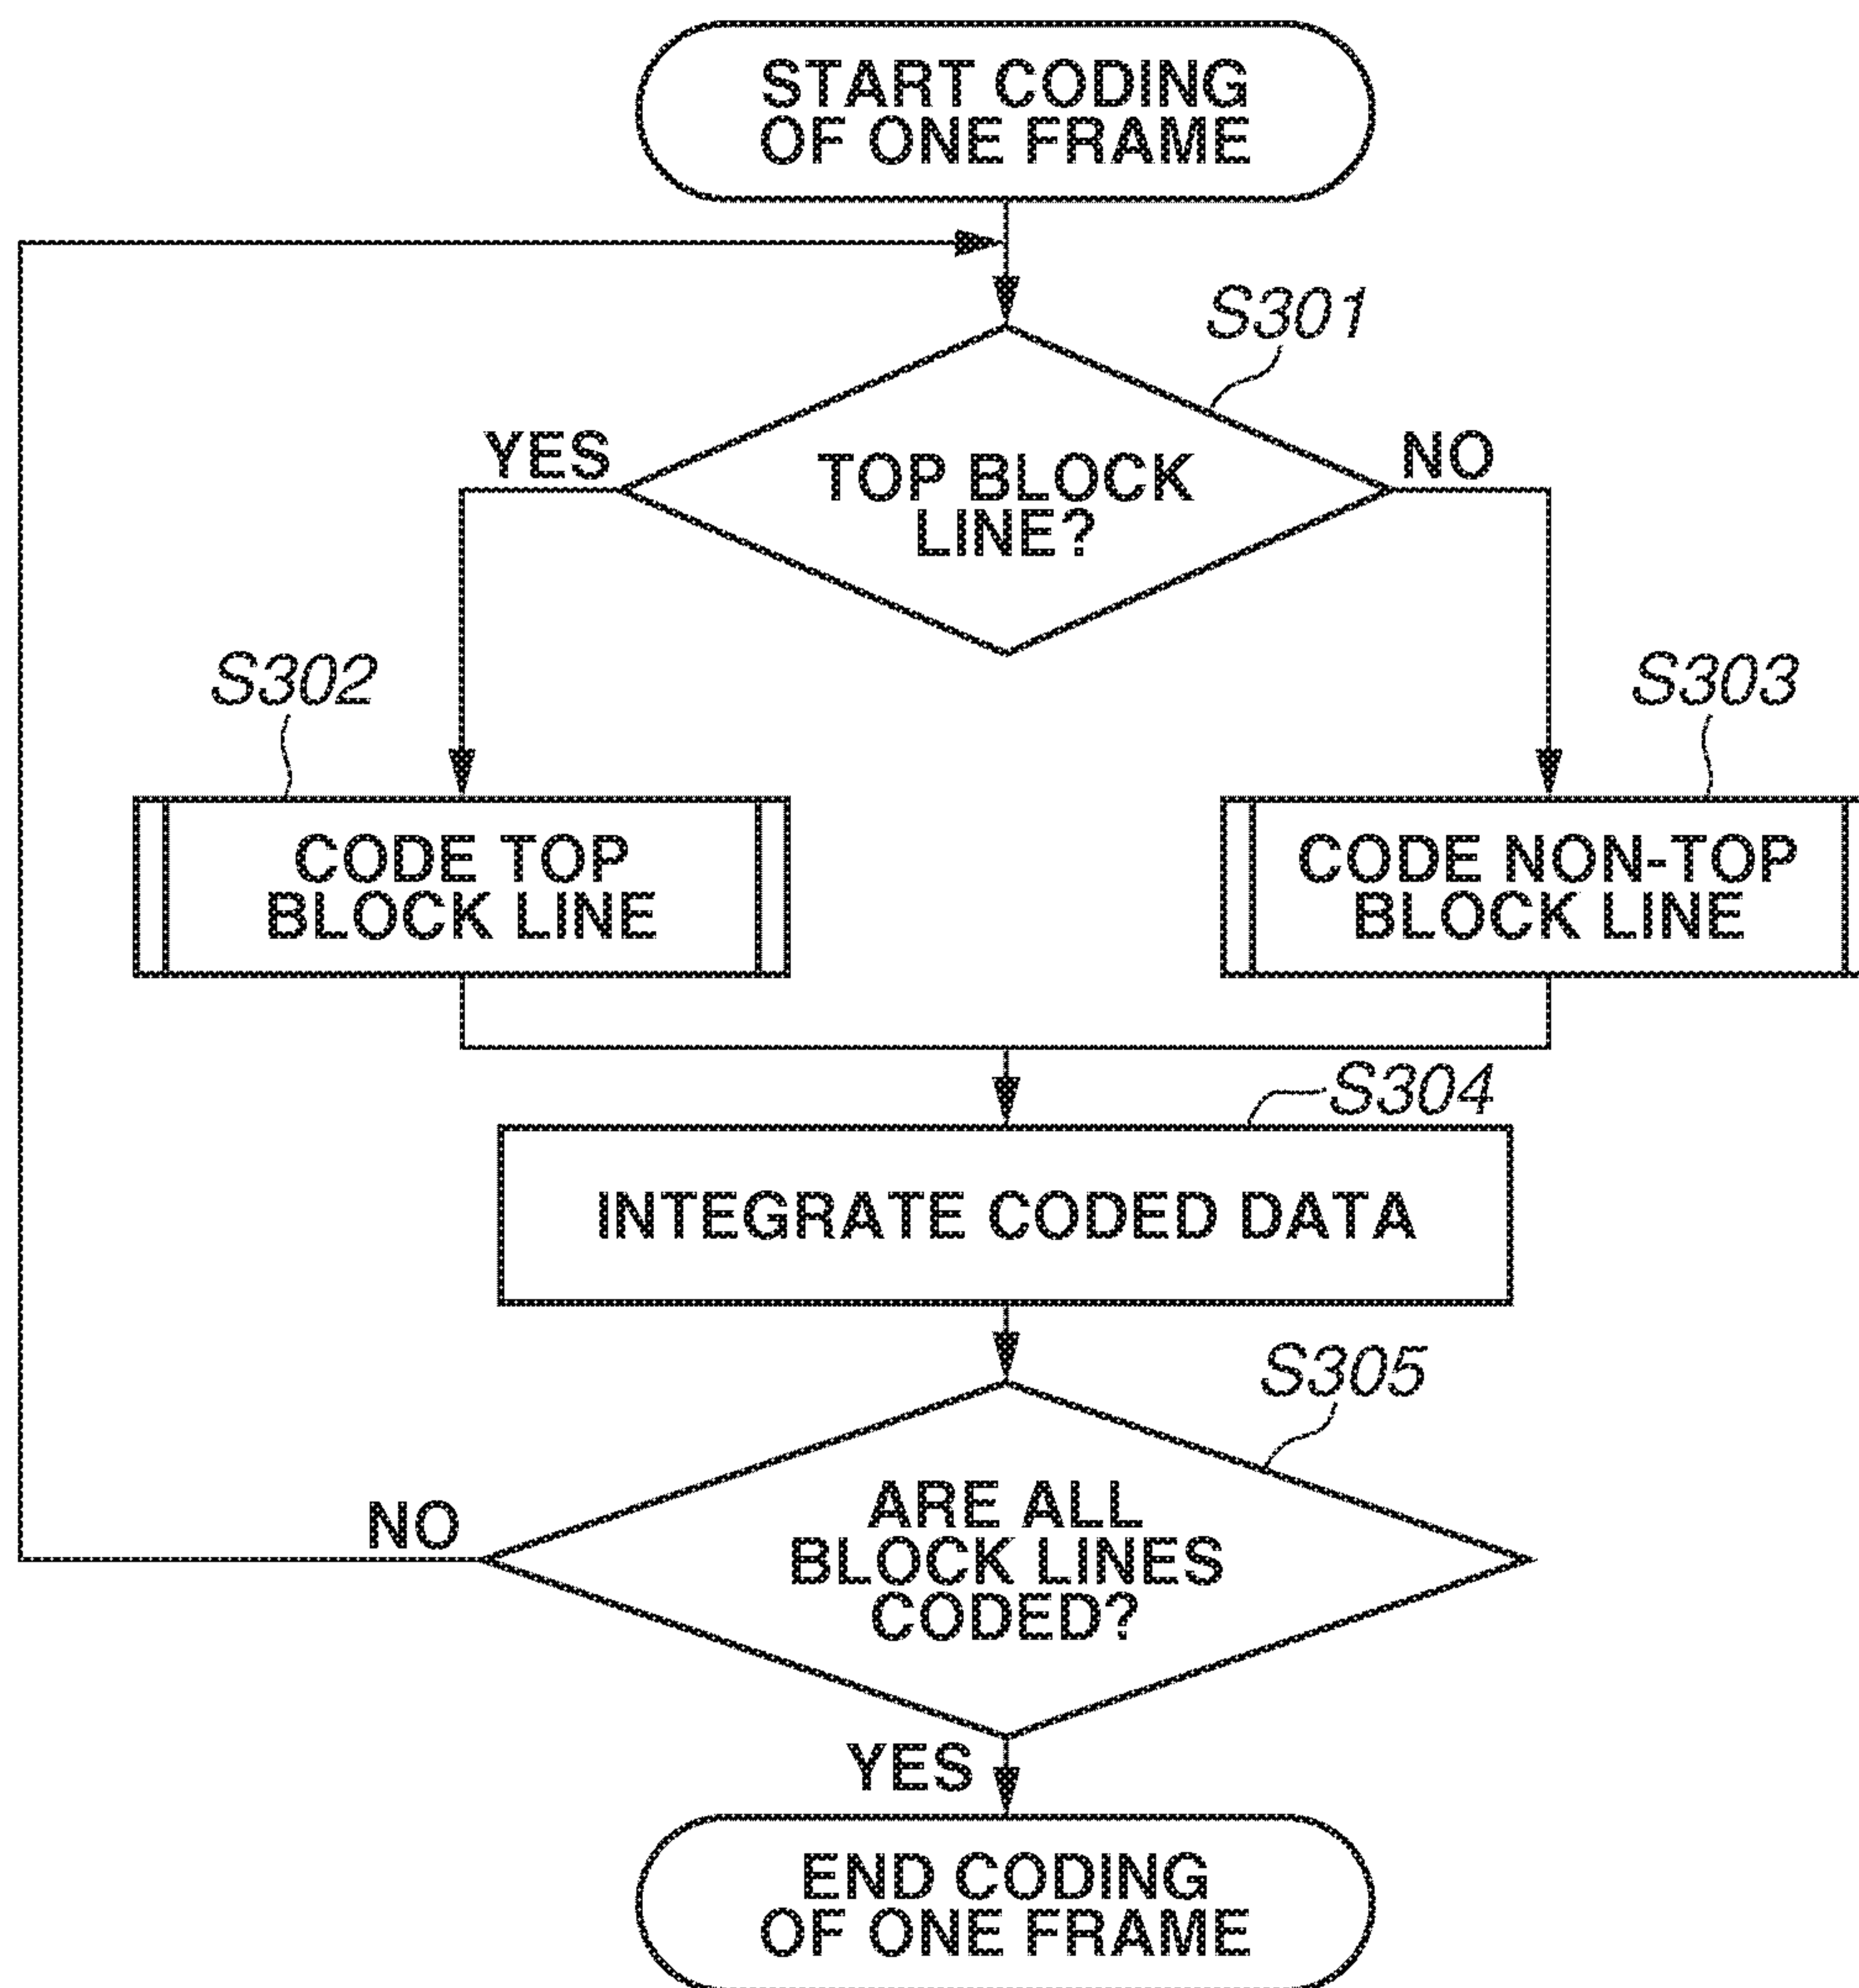 START CODING
OF ONE FRAME
S301
YES
NO
TOP BLOCK
LINE?
S302
S303
CODE TOP
BLOCK LINE
CODE NON-TOP
BLOCK LINE
S304
INTEGRATE CODED DATA
S305
ARE ALL
BLOCK LINES
CODED?
NO
YES
END CODING
OF ONE FRAME